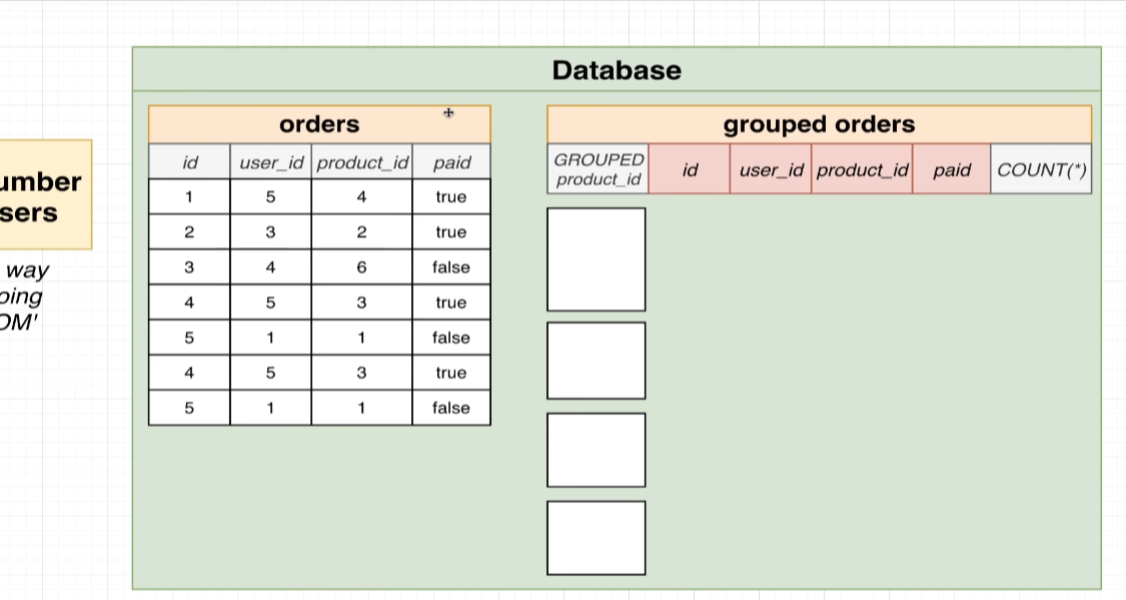 Database
umber
sers
way
oing
OM'
orders
id user_id product_id paid
1 5 4 true
2 3 2 true
3 4 6 false
4 5 3 true
5 1 1 false
4 5 3 true
5 1 1 false
grouped orders
GROUPED
product_id
id user_id product_id paid COUNT(*)